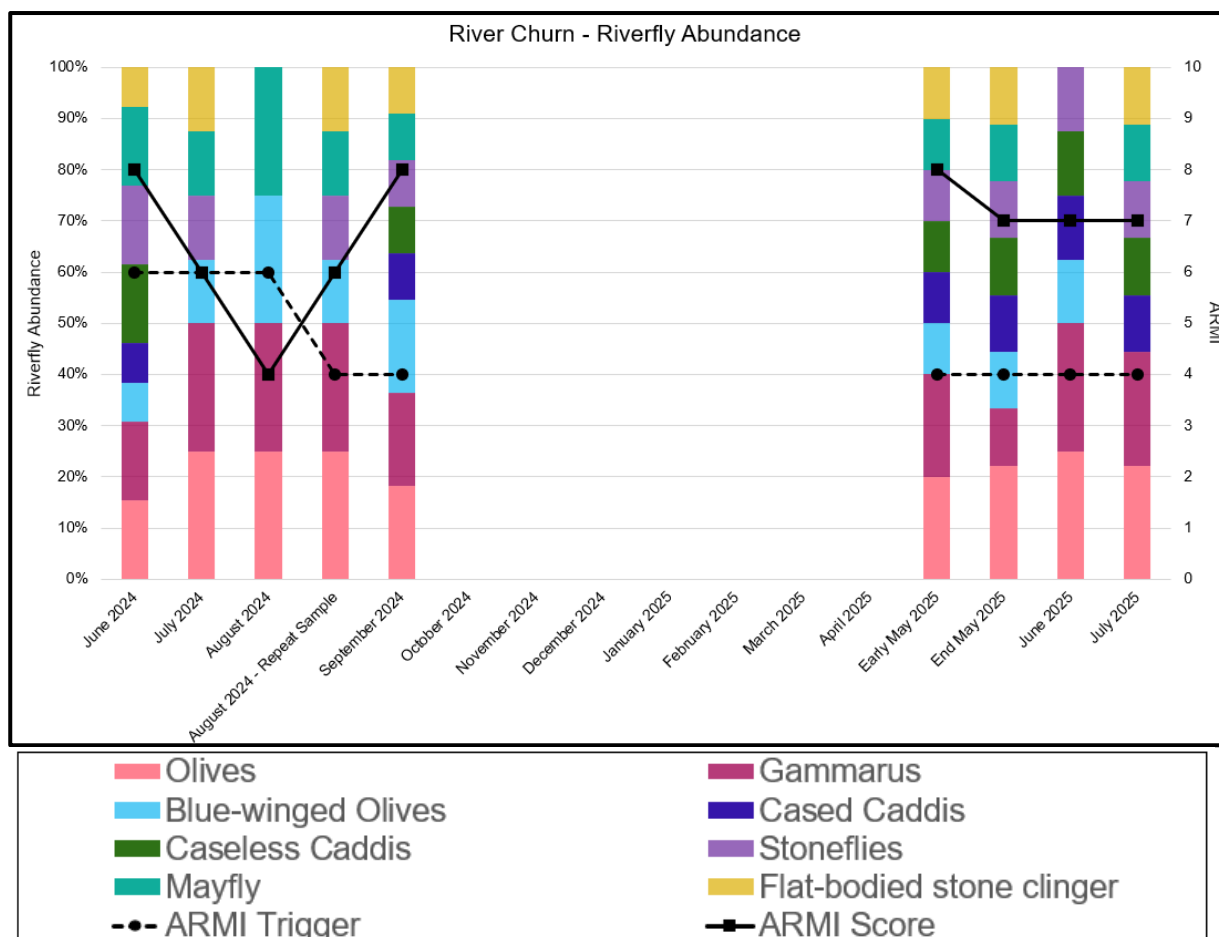 River Churn - Riverfly Abundance
100%
90%
80%
70%
60%
50%
40%
30%
20%
10%
0%
Riverfly Abundance
10
9
8
7
6
5
4
3
2
1
0
ARMI
June 2024
July 2024
August 2024
August 2024 - Repeat Sample
September 2024
October 2024
November 2024
December 2024
January 2025
February 2025
March 2025
April 2025
Early May 2025
End May 2025
June 2025
July 2025
Olives Gammarus
Blue-winged Olives Cased Caddis
Caseless Caddis Stoneflies
Mayfly Flat-bodied stone clinger
ARMI Trigger ARMI Score